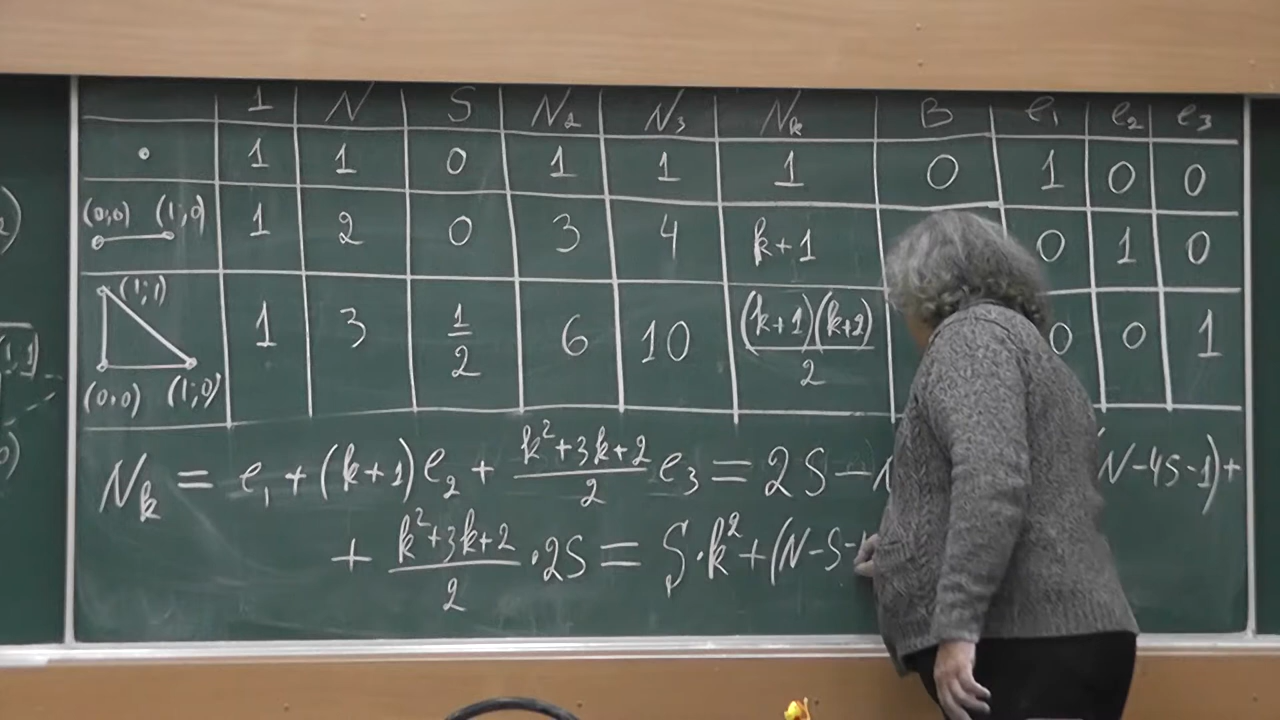 1 N S N₂ N₃ Nₖ B e₁ e₂ e₃
1 1 0 1 1 1 0 1 0 0
(0;0) (1;0) 1 2 0 3 4 k+1 0 1 0
(1;1) (0;0) (1;0) 1 3 1/2 6 10 (k+1)(k+2)/2 0 0 1
Nₖ = e₁ + (k+1)e₂ + (k²+3k+2)/2 e₃ = 2S − N−4S−1)+
+ (k²+3k+2)/2 · 2S = S·k² + (N−S−